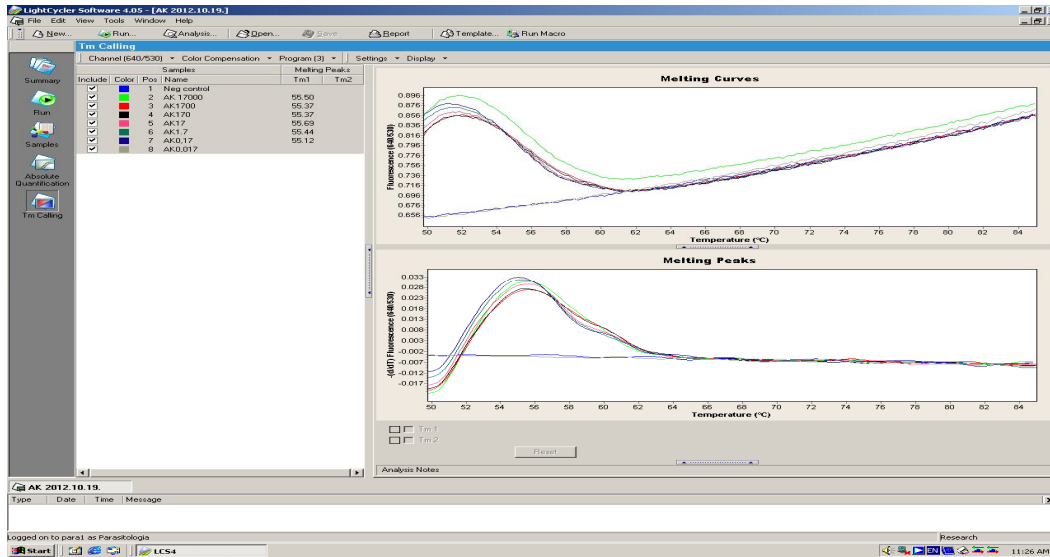 LightCycler Software 4.05 - [AK 2012.10.19.]
File Edit View Tools Window Help
New... Run... Analysis... Open... Save Report Template... Run Macro
Tm Calling
Channel (640/530) Color Compensation Program (3) Settings Display
Summary
Run
Samples
Absolute
Quantification
Tm Calling
Samples Melting Peaks
Include Color Pos Name Tm1 Tm2
1 Neg control
2 AK 17000 55.50
3 AK1700 55.37
4 AK170 55.37
5 AK17 55.69
6 AK1.7 55.44
7 AK0,17 55.12
8 AK0,017
Melting Curves
Fluorescence (640/530)
0.896
0.876
0.856
0.836
0.816
0.796
0.776
0.756
0.736
0.716
0.696
0.676
0.656
50 52 54 56 58 60 62 64 66 68 70 72 74 76 78 80 82 84
Temperature (°C)
Melting Peaks
-(d/dT) Fluorescence (640/530)
0.033
0.028
0.023
0.018
0.013
0.008
0.003
-0.002
-0.007
-0.012
-0.017
50 52 54 56 58 60 62 64 66 68 70 72 74 76 78 80 82 84
Temperature (°C)
Tm 1
Tm 2
Reset
Analysis Notes
AK 2012.10.19.
Type Date Time Message
Logged on to para1 as Parasitologia Research
Start LCS4 EN 11:26 AM